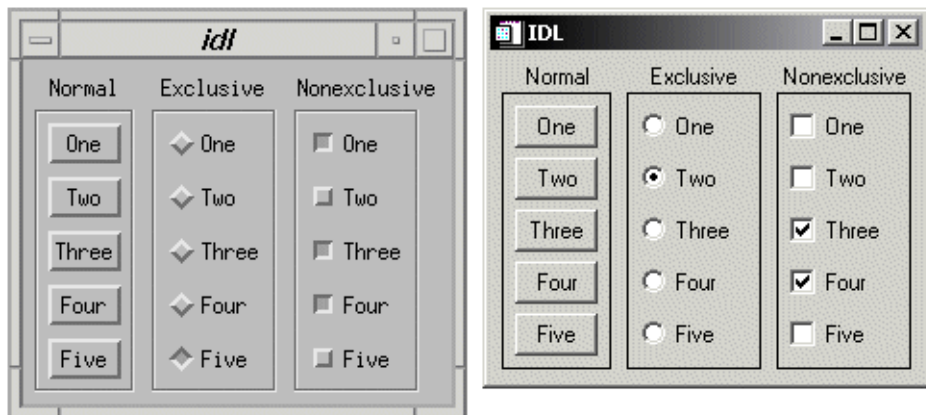 idl
Normal Exclusive Nonexclusive
One One One
Two Two Two
Three Three Three
Four Four Four
Five Five Five
IDL
Normal Exclusive Nonexclusive
One One One
Two Two Two
Three Three Three
Four Four Four
Five Five Five